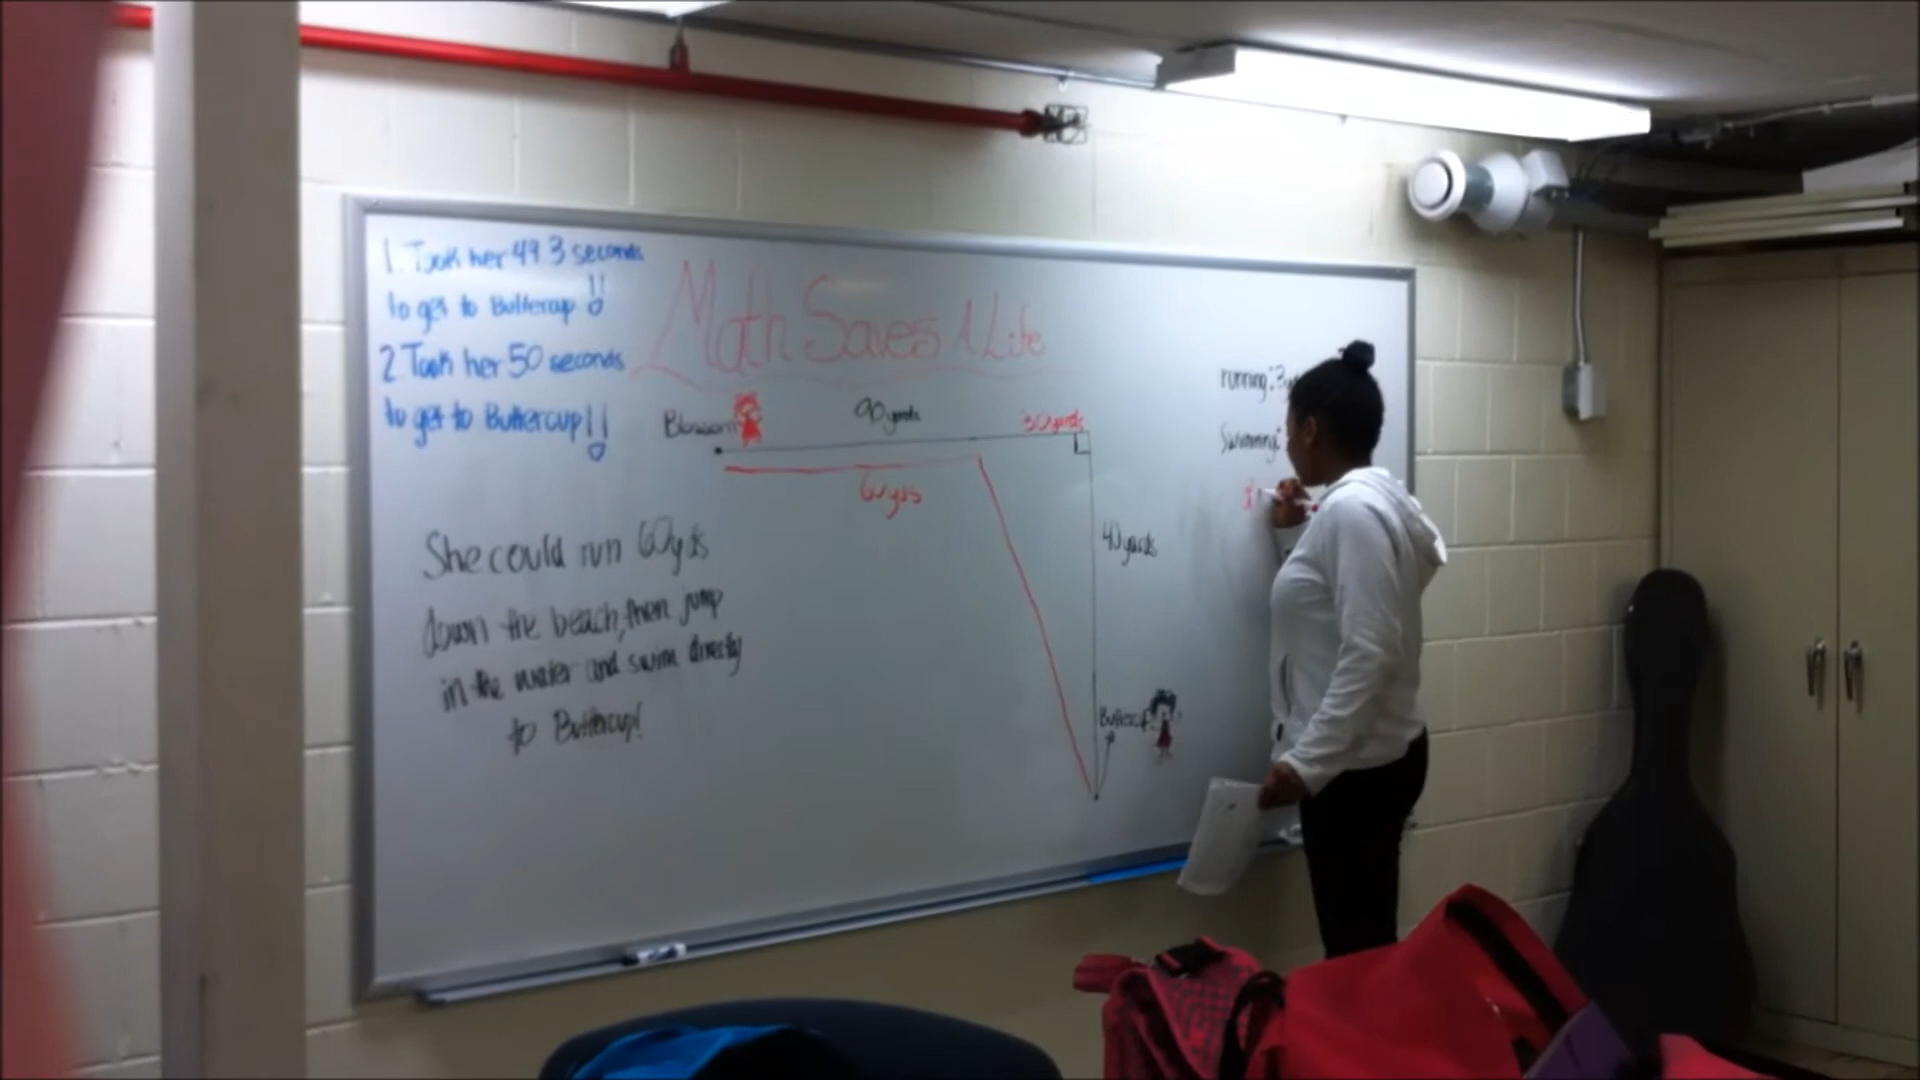 1. Took her 49.3 seconds
to get to Buttercup!!
2 Took her 50 seconds
to get to Buttercup!!
Math Saves A Life
Blossom
90 yards
30 yards
60 yds
40 yards
Buttercup
She could run 60 yds
down the beach, then jump
in the water and swim directly
to Buttercup!
running: 3
Swimming: